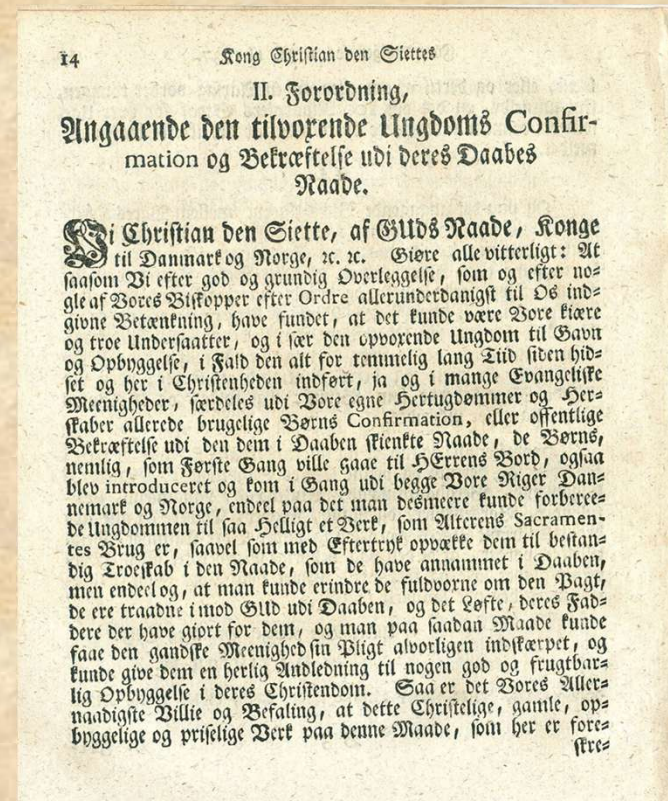 14 Kong Christian den Siettes
II. Forordning,
Angaaende den tilvoxende Ungdoms Confir-
mation og Bekræftelse udi deres Daabes
Naade.
Vi Christian den Siette, af GUds Naade, Konge
til Danmark og Norge, ꝛc. ꝛc. Giøre alle vitterligt: At
saasom Vi efter god og grundig Overleggelse, som og efter no-
gle af Vores Biskopper efter Ordre allerunderdanigst til Os ind-
givne Betænkning, have fundet, at det kunde være Vore kiære
og troe Undersaatter, og i sær den opvoxende Ungdom til Gavn
og Opbyggelse, i Fald den alt for temmelig lang Tiid siden hid-
set og her i Christenheden indført, ja og i mange Evangeliske
Meenigheder, særdeles udi Vore egne Hertugdømmer og Her-
skaber allerede brugelige Børns Confirmation, eller offentlige
Bekræftelse udi den dem i Daaben skienkte Naade, de Børns,
nemlig, som Første Gang ville gaae til HErrens Bord, ogsaa
blev introduceret og kom i Gang udi begge Vore Riger Dan-
nemark og Norge, endeel paa det man desmeere kunde forberee-
de Ungdommen til saa Helligt et Verk, som Alterens Sacramen-
tes Brug er, saavel som med Eftertryk opvække dem til bestan-
dig Troeskab i den Naade, som de have annammet i Daaben,
men endeel og, at man kunde erindre de fuldvorne om den Pagt,
de ere traadne imod GUd udi Daaben, og det Løfte, deres Fad-
dere der have giort for dem, og man paa saadan Maade kunde
faae den gandske Meenighed sin Pligt alvorligen indskærpet, og
kunde give dem en herlig Andledning til nogen god og frugtbar-
lig Opbyggelse i deres Christendom. Saa er det Vores Aller-
naadigste Villie og Befaling, at dette Christelige, gamle, op-
byggelige og priselige Verk paa denne Maade, som her er fore-
skre-